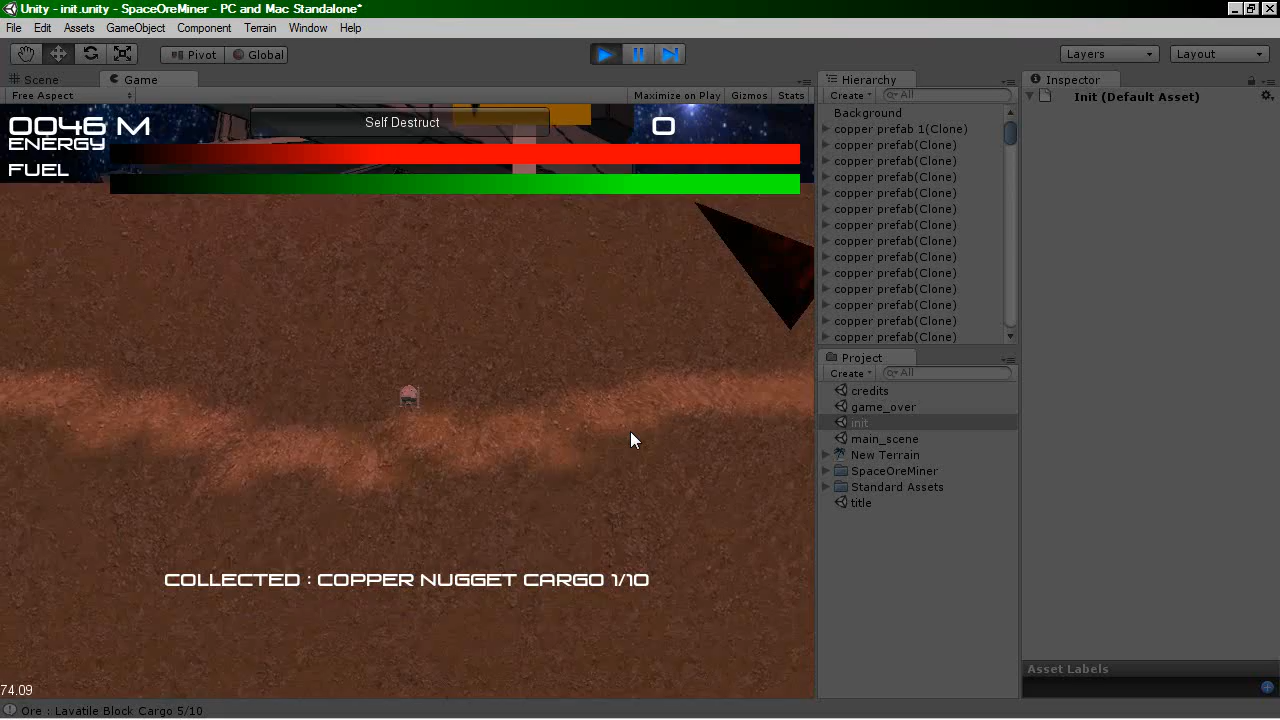 Unity - init.unity - SpaceOreMiner - PC and Mac Standalone*
File Edit Assets GameObject Component Terrain Window Help
Pivot Global Layers Layout
Scene Game
Free Aspect Maximize on Play Gizmos Stats
0046 M Self Destruct 0
ENERGY
FUEL
COLLECTED : COPPER NUGGET CARGO 1/10
74.09
Ore : Lavatile Block Cargo 5/10
Hierarchy
Create All
Background
copper prefab 1(Clone)
copper prefab(Clone)
copper prefab(Clone)
copper prefab(Clone)
copper prefab(Clone)
copper prefab(Clone)
copper prefab(Clone)
copper prefab(Clone)
copper prefab(Clone)
copper prefab(Clone)
copper prefab(Clone)
copper prefab(Clone)
copper prefab(Clone)
copper prefab(Clone)
Project
Create All
credits
game_over
init
main_scene
New Terrain
SpaceOreMiner
Standard Assets
title
Inspector
Init (Default Asset)
Asset Labels